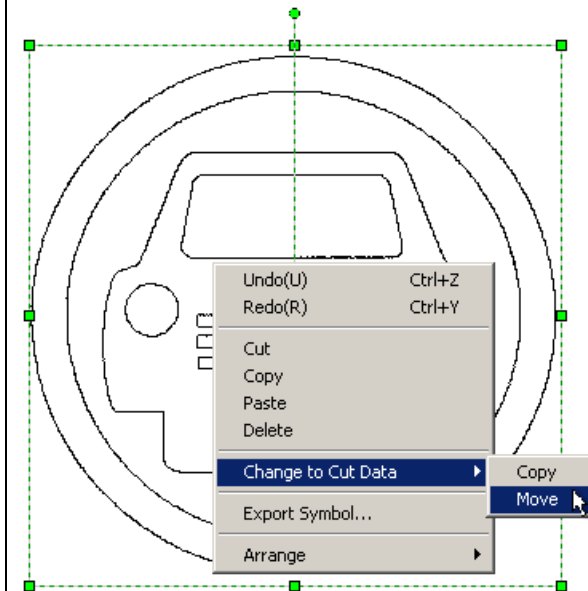 Undo(U) Ctrl+Z
Redo(R) Ctrl+Y
Cut
Copy
Paste
Delete
Change to Cut Data
Copy
Move
Export Symbol...
Arrange